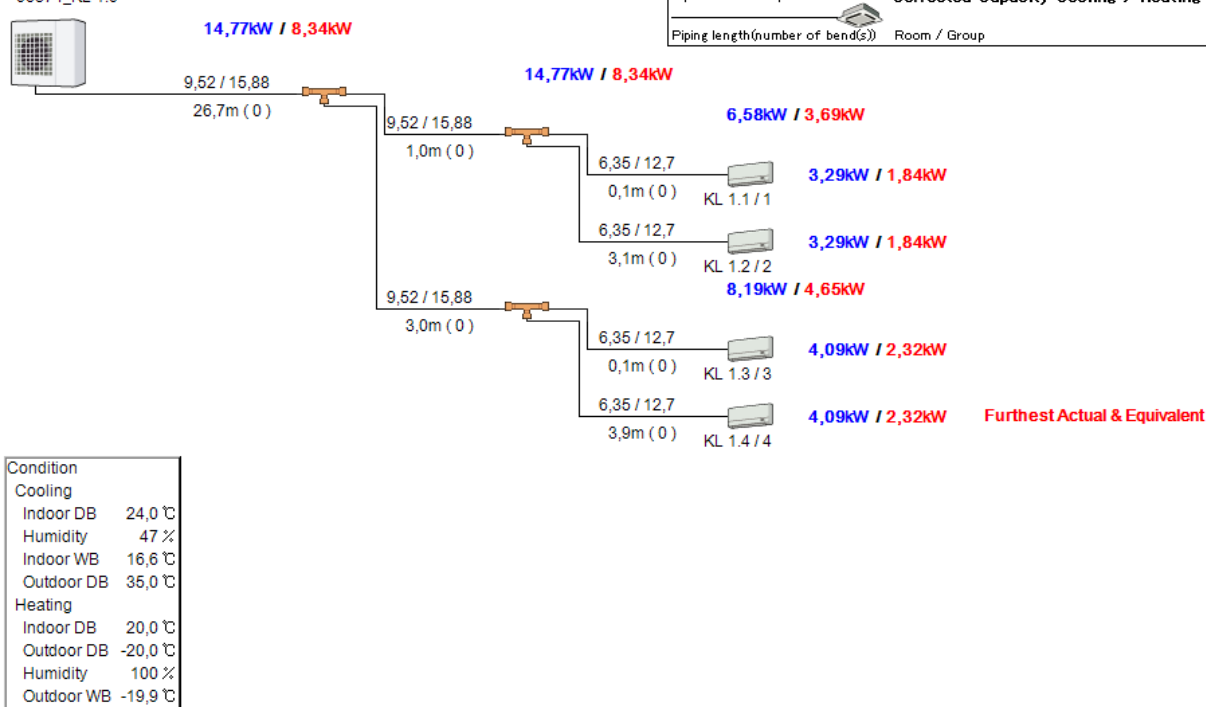 14,77kW / 8,34kW
Corrected Capacity Cooling / Heating
Piping length(number of bend(s)) Room / Group
9,52 / 15,88
26,7m ( 0 )
14,77kW / 8,34kW
9,52 / 15,88
1,0m ( 0 )
6,58kW / 3,69kW
6,35 / 12,7
0,1m ( 0 )
KL 1.1 / 1
3,29kW / 1,84kW
6,35 / 12,7
3,1m ( 0 )
KL 1.2 / 2
3,29kW / 1,84kW
8,19kW / 4,65kW
9,52 / 15,88
3,0m ( 0 )
6,35 / 12,7
0,1m ( 0 )
KL 1.3 / 3
4,09kW / 2,32kW
6,35 / 12,7
3,9m ( 0 )
KL 1.4 / 4
4,09kW / 2,32kW
Furthest Actual & Equivalent
Condition
Cooling
Indoor DB 24,0 ℃
Humidity 47 %
Indoor WB 16,6 ℃
Outdoor DB 35,0 ℃
Heating
Indoor DB 20,0 ℃
Outdoor DB -20,0 ℃
Humidity 100 %
Outdoor WB -19,9 ℃